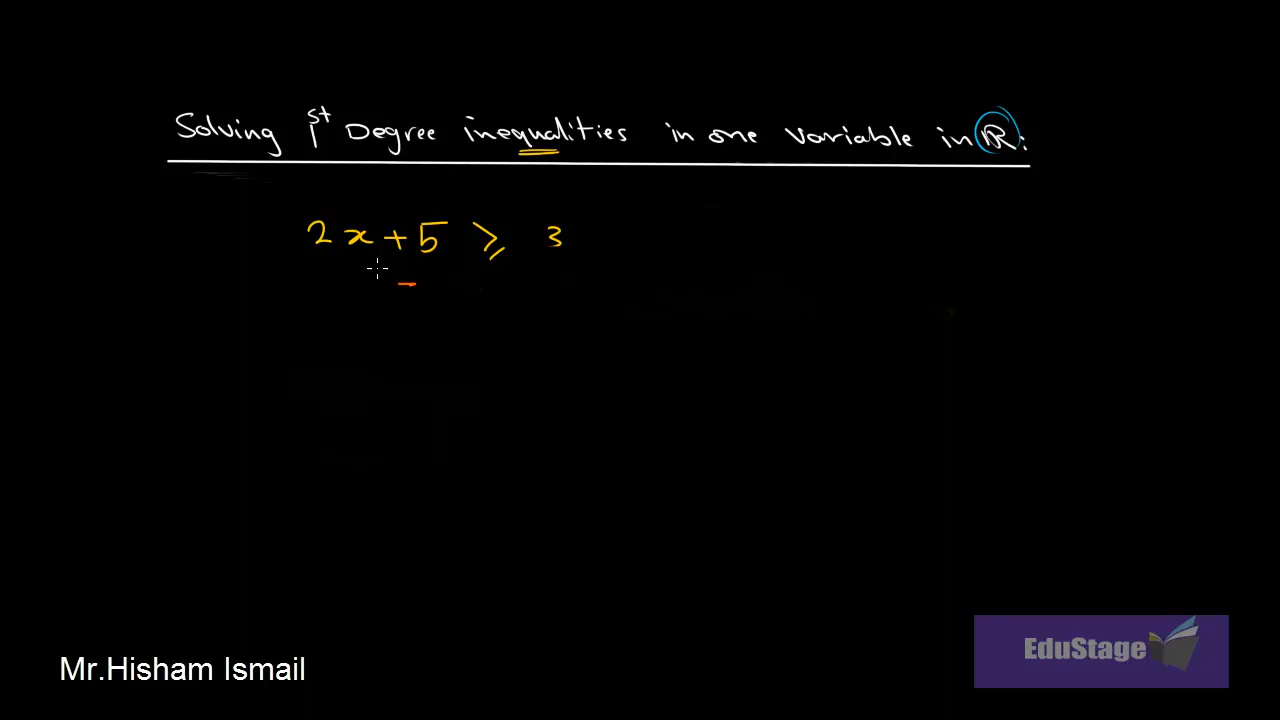 Solving 1st Degree inequalities in one variable in ℝ:
2x+5 ≥ 3
-
Mr.Hisham Ismail
EduStage